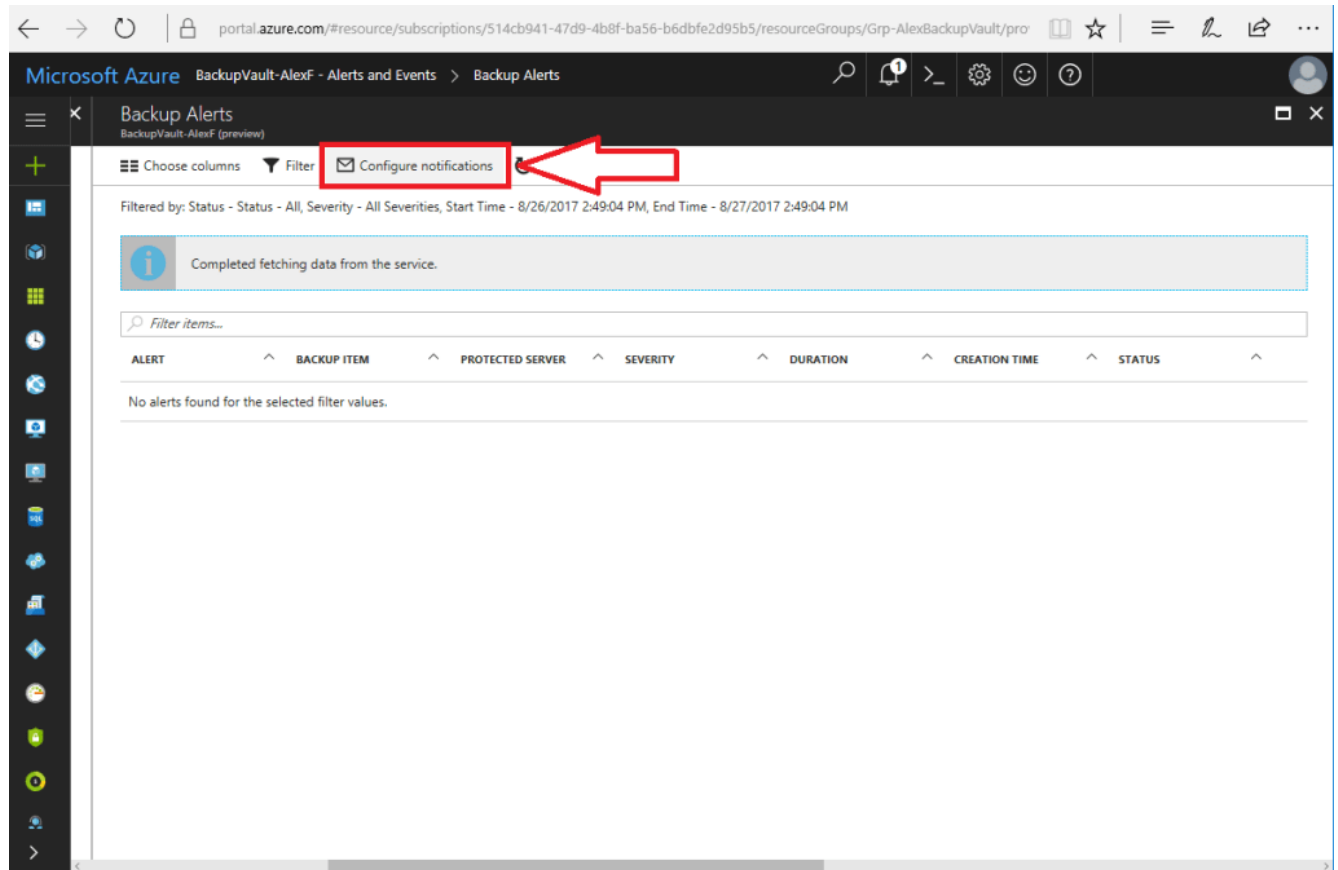 portal.azure.com/#resource/subscriptions/514cb941-47d9-4b8f-ba56-b6dbfe2d95b5/resourceGroups/Grp-AlexBackupVault/pro
Microsoft Azure BackupVault-AlexF - Alerts and Events > Backup Alerts 1
Backup Alerts
BackupVault-AlexF (preview)
Choose columns Filter Configure notifications
Filtered by: Status - Status - All, Severity - All Severities, Start Time - 8/26/2017 2:49:04 PM, End Time - 8/27/2017 2:49:04 PM
Completed fetching data from the service.
Filter items...
ALERT BACKUP ITEM PROTECTED SERVER SEVERITY DURATION CREATION TIME STATUS
No alerts found for the selected filter values.
SQL